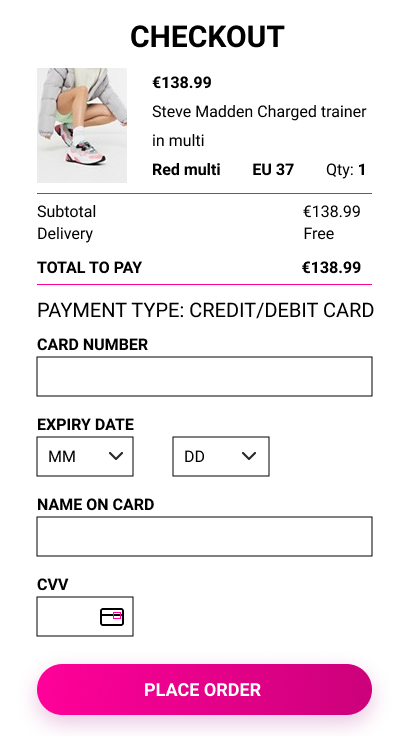 CHECKOUT
€138.99
Steve Madden Charged trainer
in multi
Red multi EU 37 Qty: 1
Subtotal €138.99
Delivery Free
TOTAL TO PAY €138.99
PAYMENT TYPE: CREDIT/DEBIT CARD
CARD NUMBER
EXPIRY DATE
MM DD
NAME ON CARD
CVV
PLACE ORDER